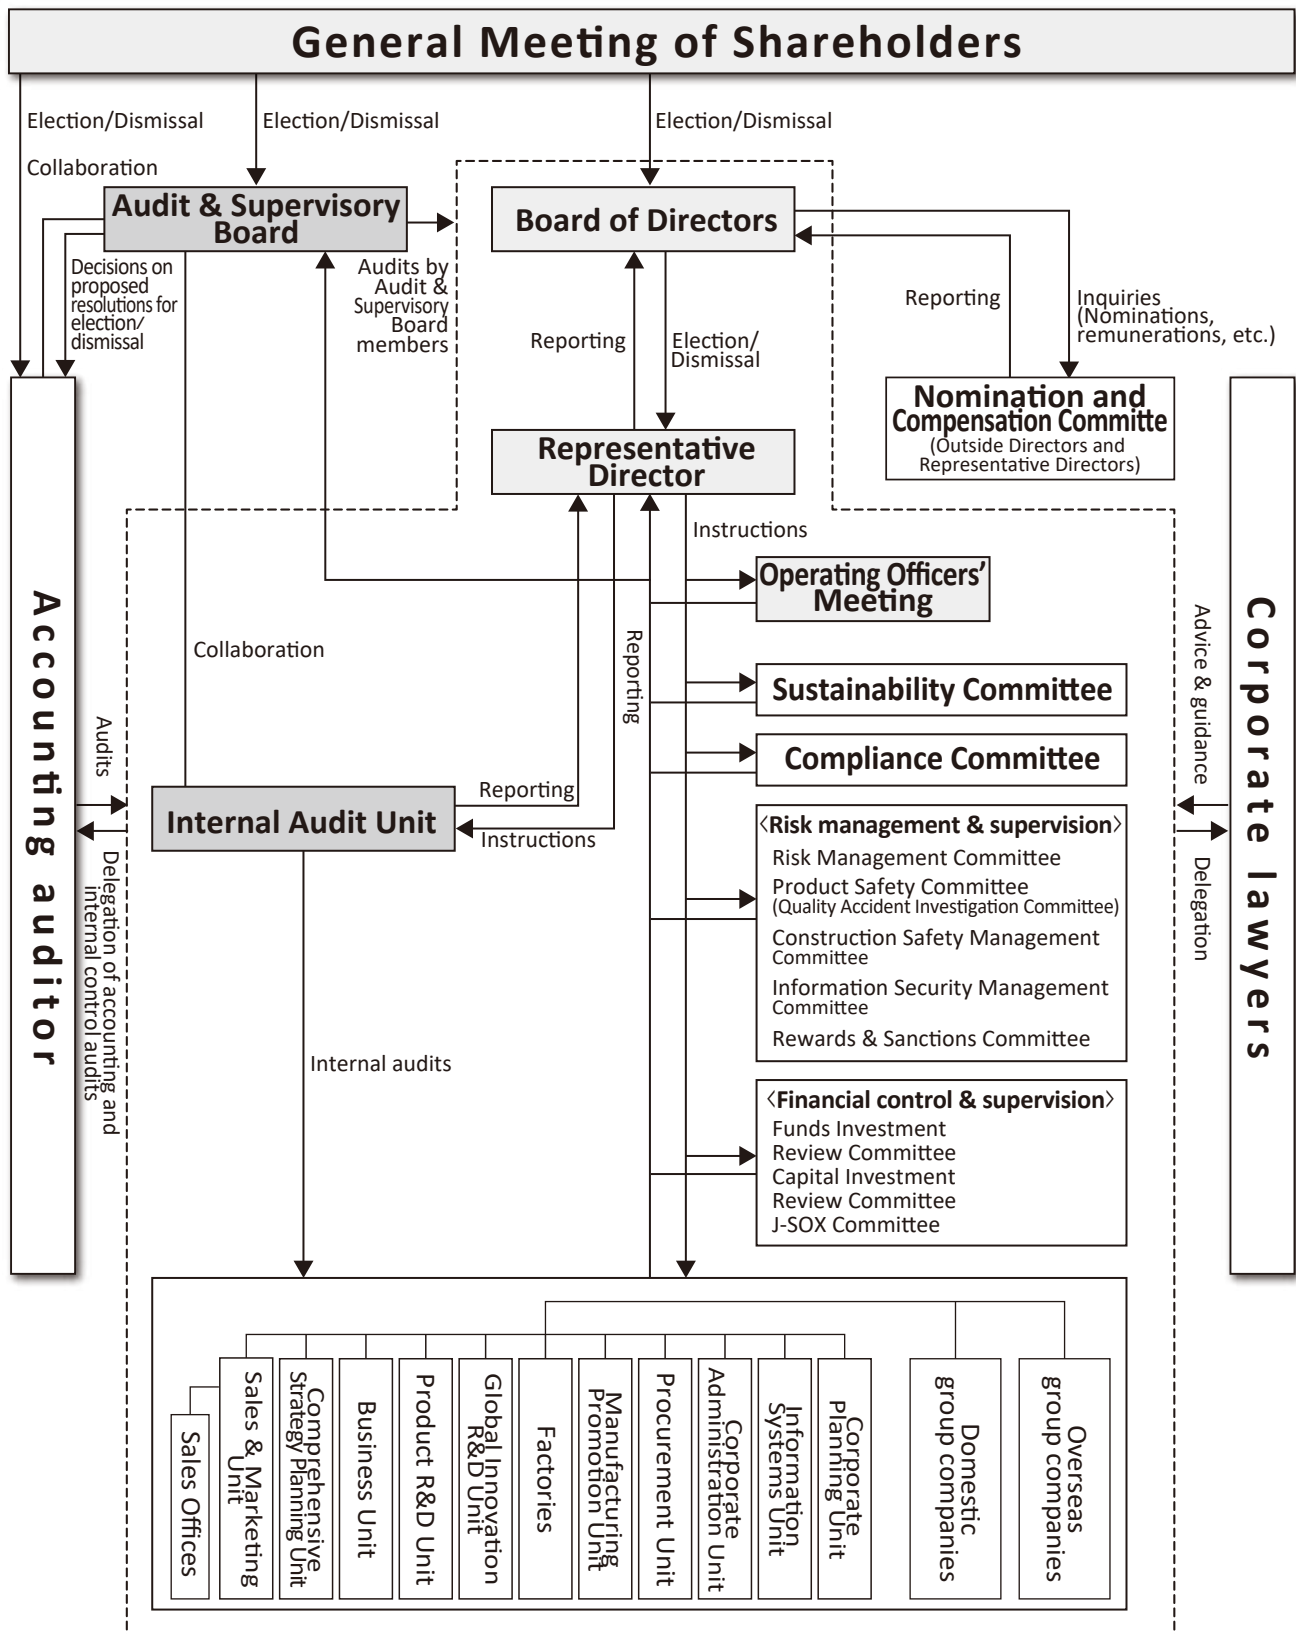 General Meeting of Shareholders
Election/Dismissal
Election/Dismissal
Election/Dismissal
Collaboration
Audit & Supervisory
Board
Board of Directors
Decisions on
proposed
resolutions for
election/
dismissal
Audits by
Audit &
Supervisory
Board
members
Reporting
Election/
Dismissal
Reporting
Inquiries
(Nominations,
remunerations, etc.)
Nomination and
Compensation Committe
(Outside Directors and
Representative Directors)
Representative
Director
Instructions
Operating Officers’
Meeting
Accounting auditor
Corporate lawyers
Collaboration
Reporting
Advice & guidance
Sustainability Committee
Compliance Committee
Audits
Reporting
Internal Audit Unit
Instructions
〈Risk management & supervision〉
Risk Management Committee
Product Safety Committee
(Quality Accident Investigation Committee)
Construction Safety Management
Committee
Information Security Management
Committee
Rewards & Sanctions Committee
Delegation of accounting and
internal control audits
Delegation
Internal audits
〈Financial control & supervision〉
Funds Investment
Review Committee
Capital Investment
Review Committee
J-SOX Committee
Sales Offices
Sales & Marketing
Unit
Comprehensive
Strategy Planning Unit
Business Unit
Product R&D Unit
Global Innovation
R&D Unit
Factories
Manufacturing
Promotion Unit
Procurement Unit
Corporate
Administration Unit
Information
Systems Unit
Corporate
Planning Unit
Domestic
group companies
Overseas
group companies